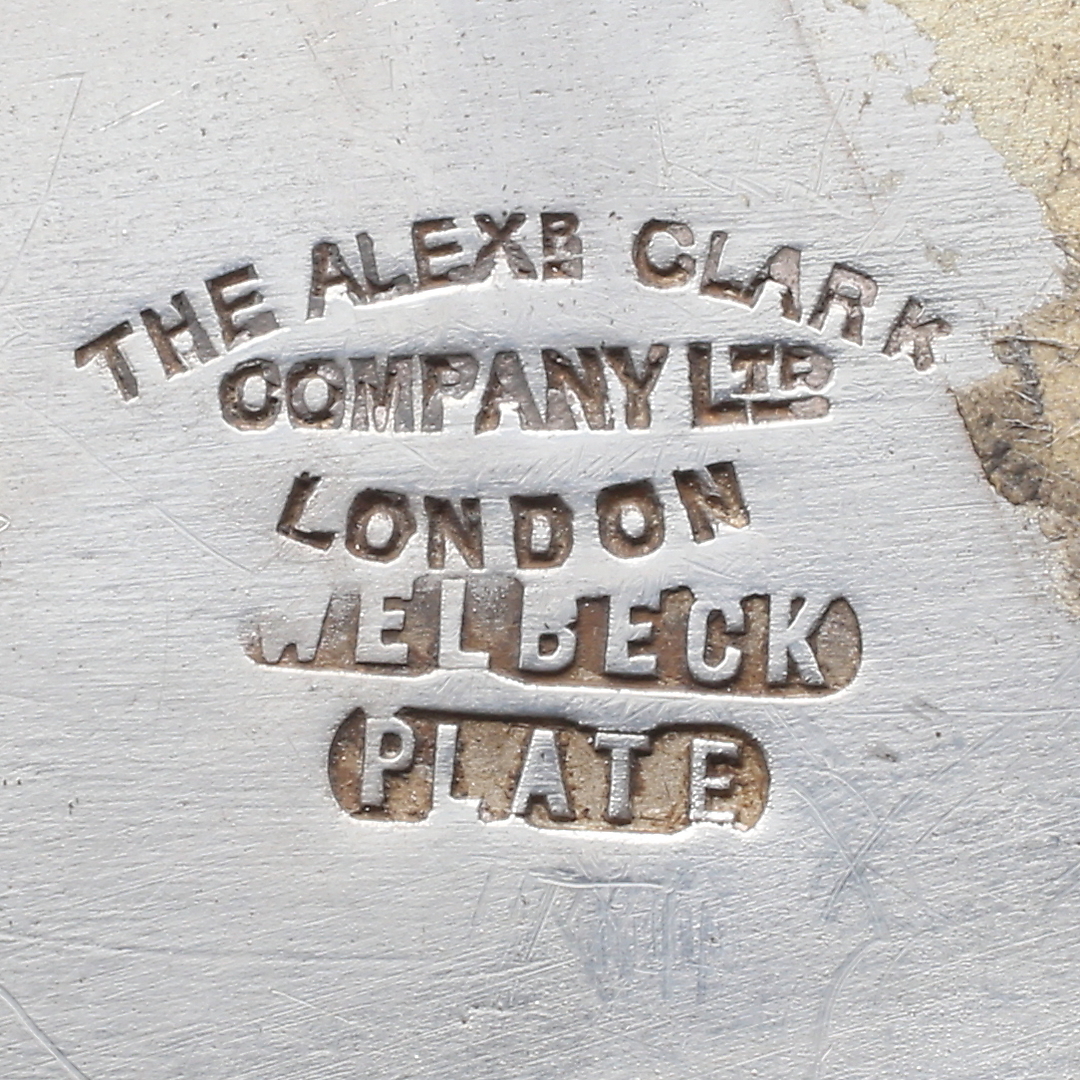 THE ALEXR CLARK
COMPANY LTD
LONDON
WELBECK
PLATE